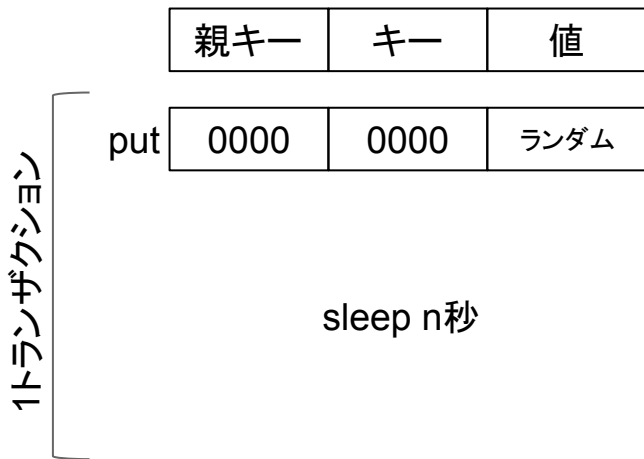 親キー キー 値
put 0000 0000 ランダム
1トランザクション
sleep n秒